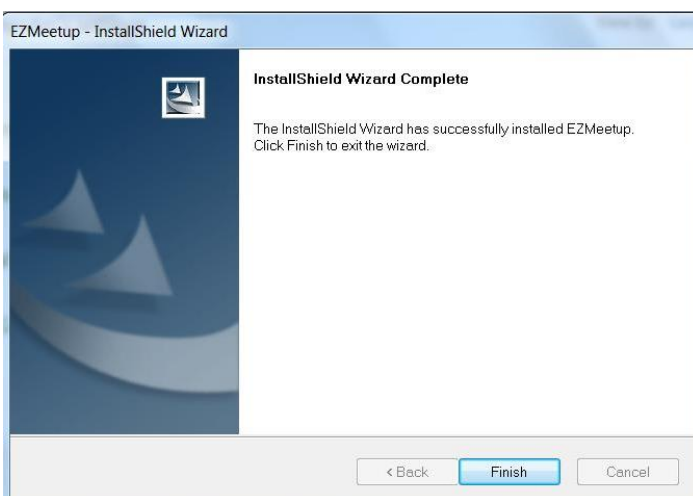 EZMeetup - InstallShield Wizard
InstallShield Wizard Complete
The InstallShield Wizard has successfully installed EZMeetup.
Click Finish to exit the wizard.
< Back
Finish
Cancel